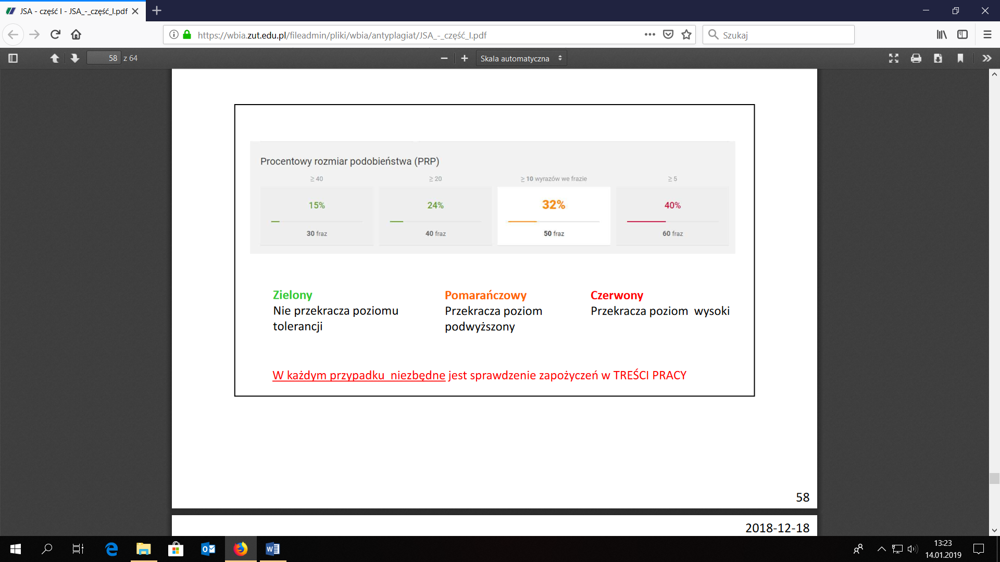 JSA - część I - JSA_-_część_I.pdf
https://wbia.zut.edu.pl/fileadmin/pliki/wbia/antyplagiat/JSA_-_część_I.pdf
Szukaj
58 z 64
Skala automatyczna
Procentowy rozmiar podobieństwa (PRP)
≥ 40 ≥ 20 ≥ 10 wyrazów we frazie ≥ 5
15% 24% 32% 40%
30 fraz 40 fraz 50 fraz 60 fraz
Zielony
Nie przekracza poziomu
tolerancji
Pomarańczowy
Przekracza poziom
podwyższony
Czerwony
Przekracza poziom wysoki
W każdym przypadku niezbędne jest sprawdzenie zapożyczeń w TREŚCI PRACY
58
2018-12-18
13:23
14.01.2019